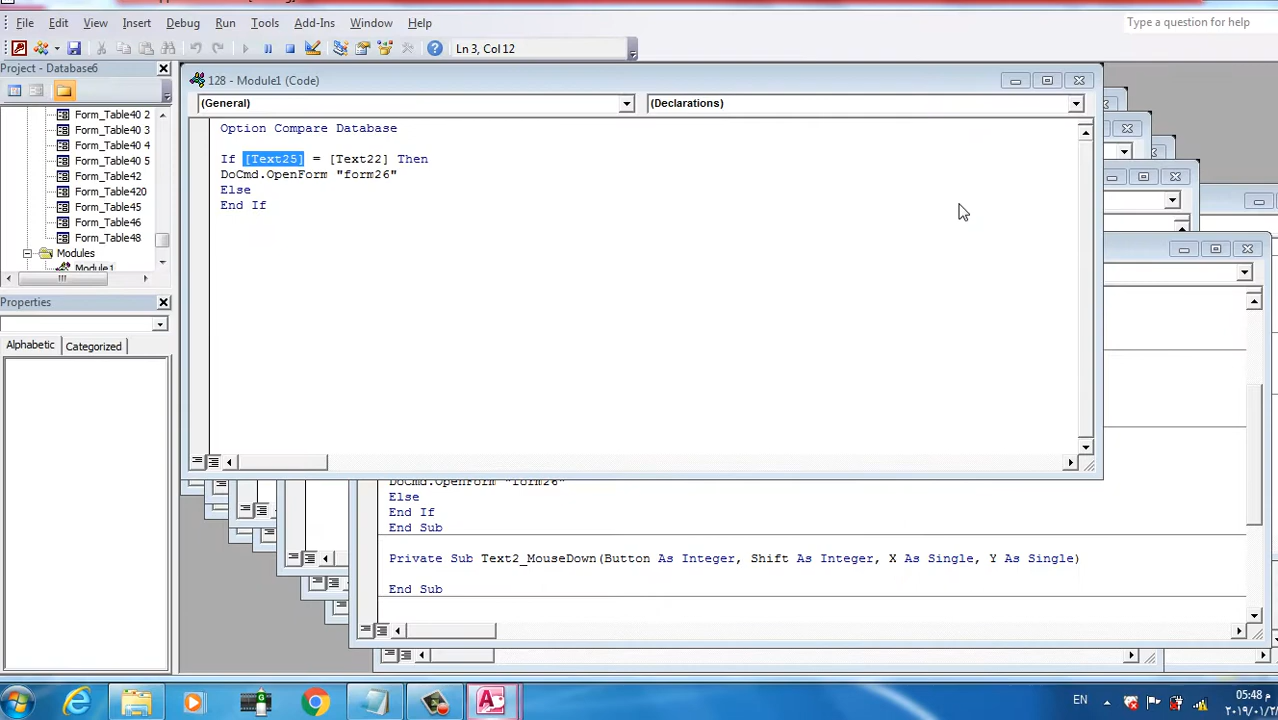 File Edit View Insert Format Debug Run Tools Add-Ins Window Help
Type a question for help
Ln 3, Col 12
Project - Database6
Form_Table40 2
Form_Table40 3
Form_Table40 4
Form_Table40 5
Form_Table42
Form_Table420
Form_Table45
Form_Table46
Form_Table48
Modules
Module1
Properties
Alphabetic Categorized
128 - Module1 (Code)
(General) (Declarations)
Option Compare Database
If [Text25] = [Text22] Then
DoCmd.OpenForm "form26"
Else
End If
DoCmd.OpenForm "form26"
Else
End If
End Sub
Private Sub Text2_MouseDown(Button As Integer, Shift As Integer, X As Single, Y As Single)
End Sub
EN
05:48 م